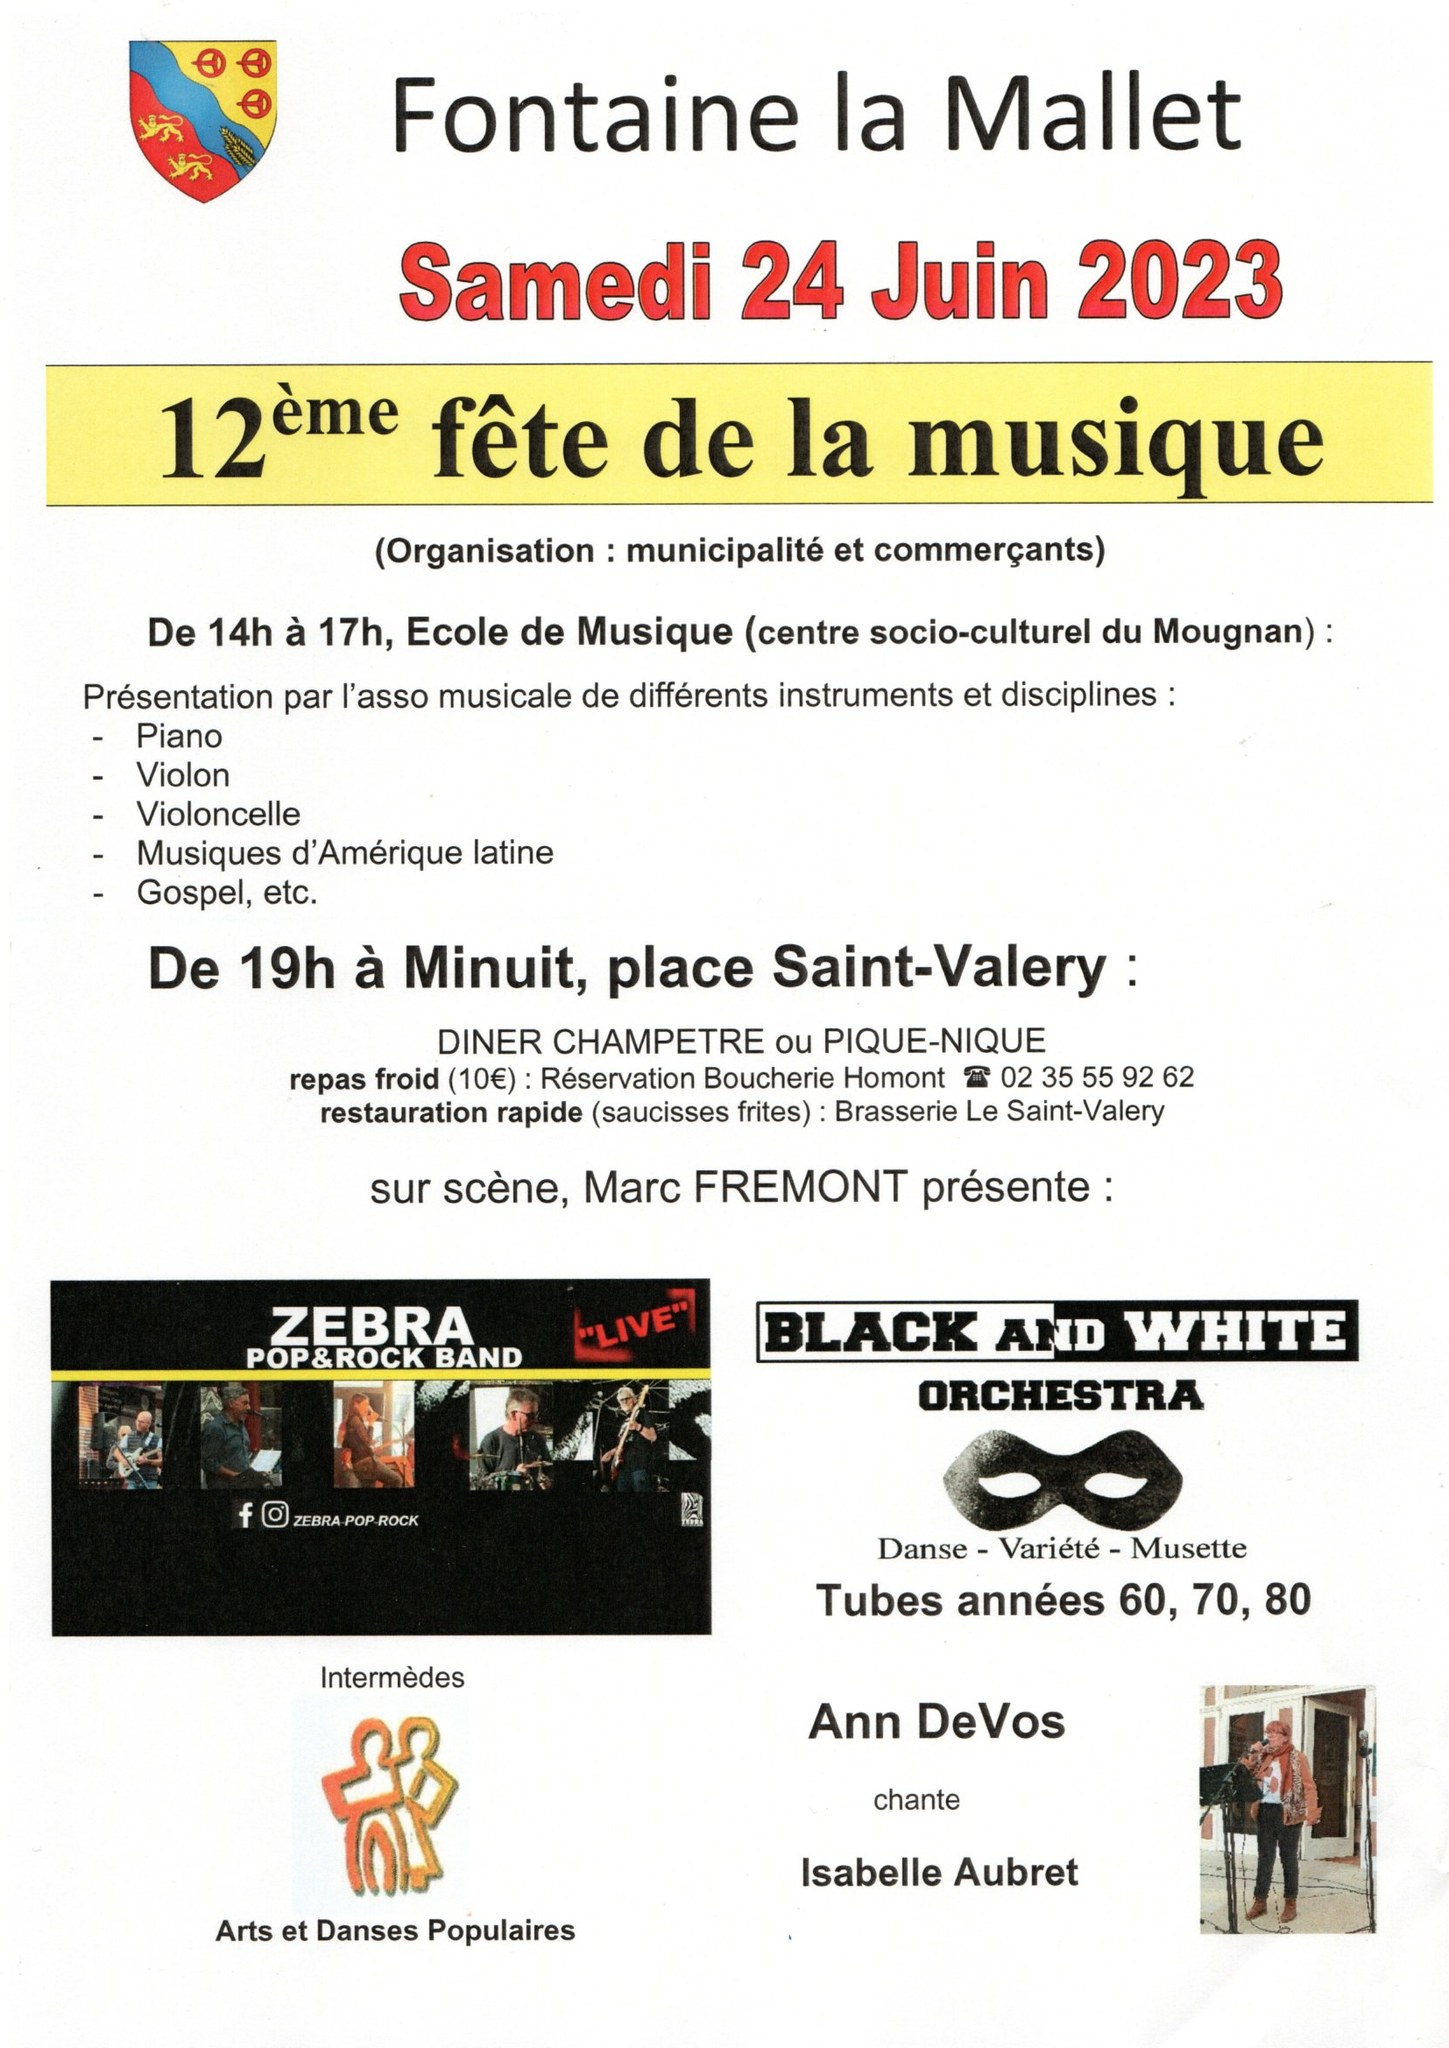 Fontaine la Mallet
Samedi 24 Juin 2023
12ème fête de la musique
(Organisation : municipalité et commerçants)
De 14h à 17h, Ecole de Musique (centre socio-culturel du Mougnan) :
Présentation par l'asso musicale de différents instruments et disciplines :
- Piano
- Violon
- Violoncelle
- Musiques d'Amérique latine
- Gospel, etc.
De 19h à Minuit, place Saint-Valery :
DINER CHAMPETRE ou PIQUE-NIQUE
repas froid (10€) : Réservation Boucherie Homont ☎ 02 35 55 92 62
restauration rapide (saucisses frites) : Brasserie Le Saint-Valery
sur scène, Marc FREMONT présente :
ZEBRA
POP&ROCK BAND
"LIVE"
ZEBRA-POP-ROCK
BLACK AND WHITE
ORCHESTRA
Danse - Variété - Musette
Tubes années 60, 70, 80
Intermèdes
Arts et Danses Populaires
Ann DeVos
chante
Isabelle Aubret